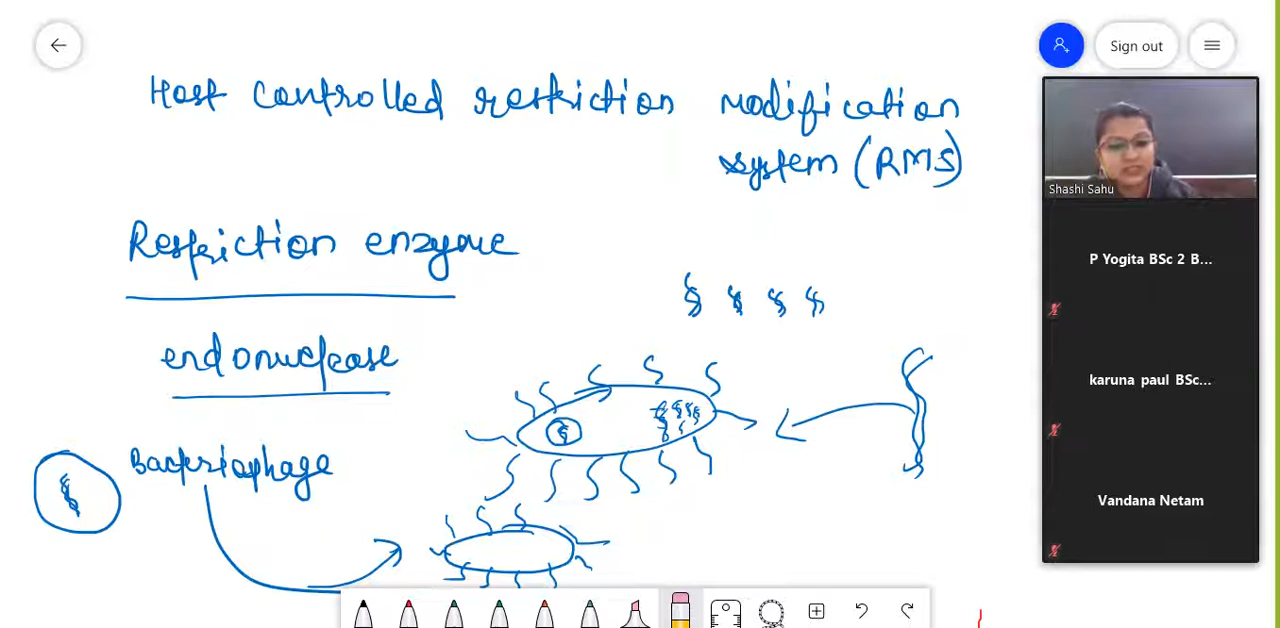 Sign out
Host controlled restriction modification
system (RMS)
Shashi Sahu
Restriction enzyme
P Yogita BSc 2 B...
endonuclease
karuna paul BSc...
Bacteriaphage
Vandana Netam